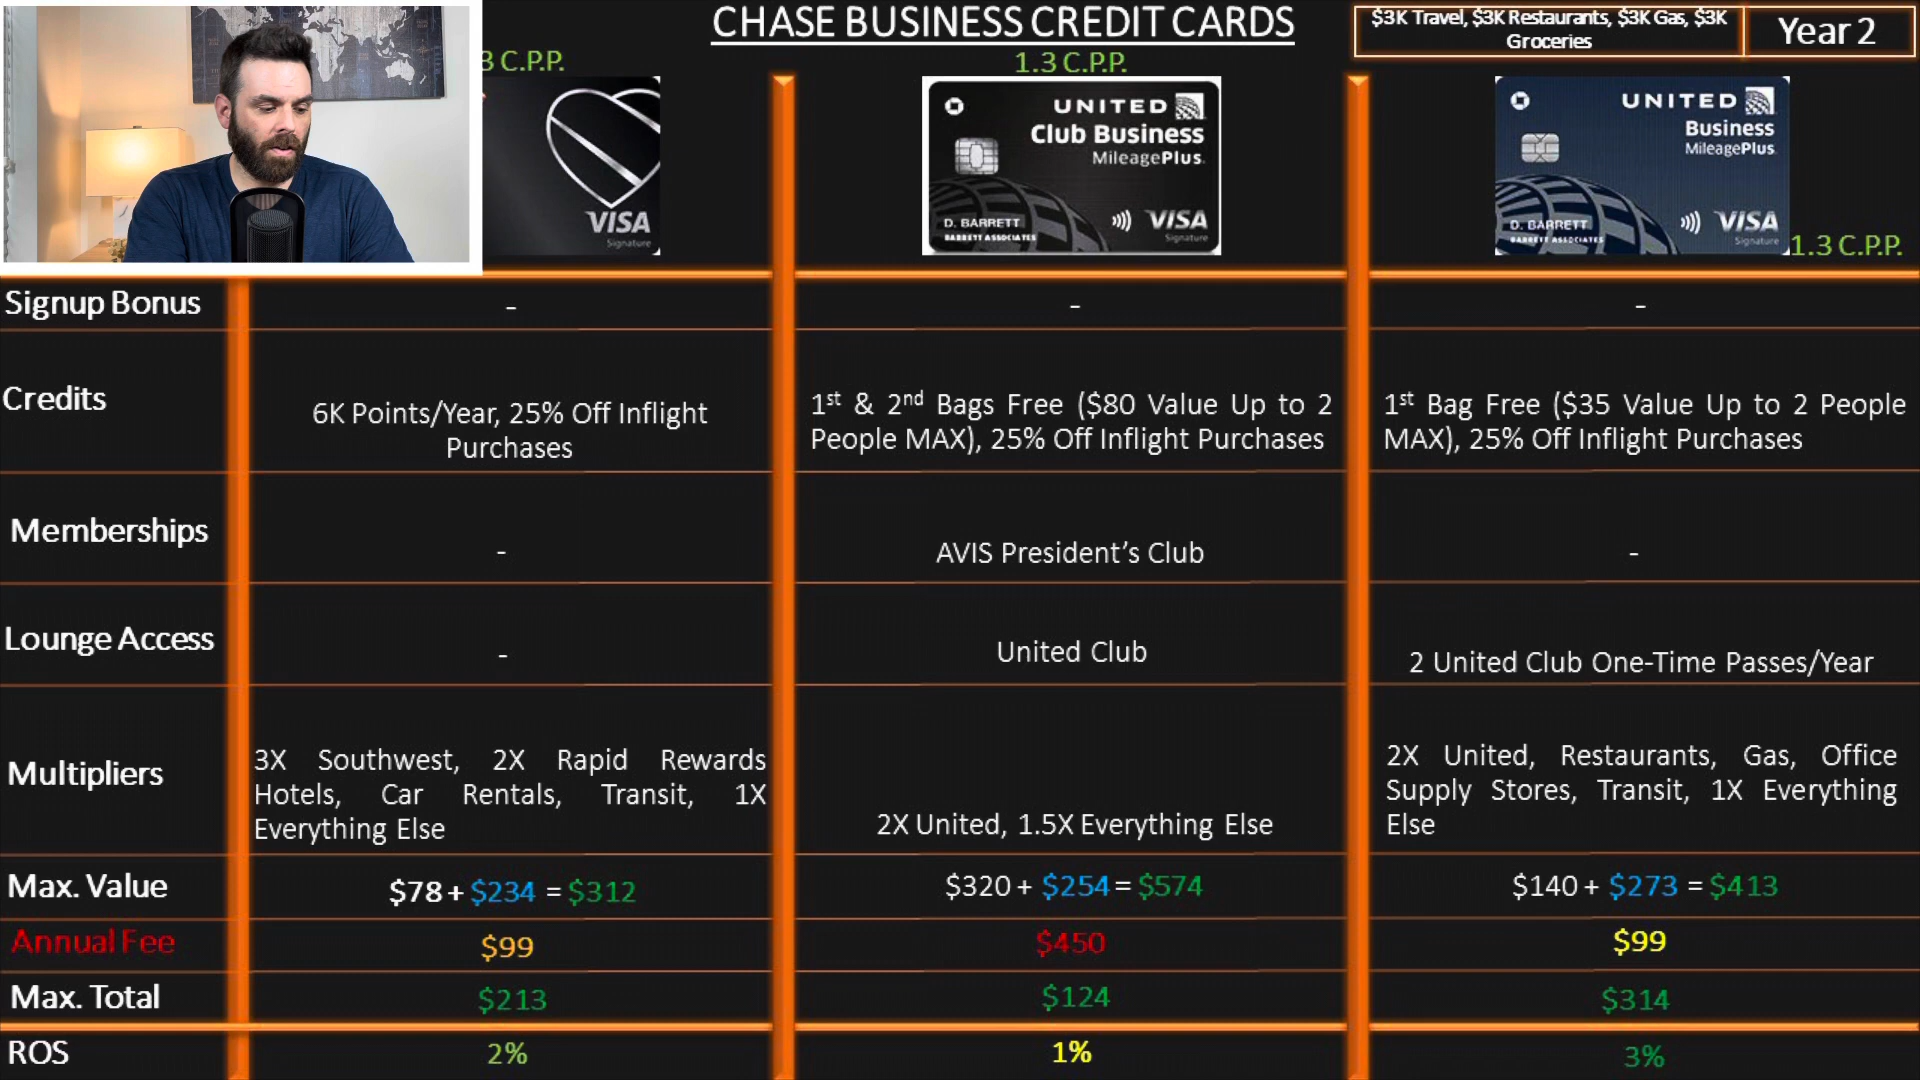 CHASE BUSINESS CREDIT CARDS
$3K Travel, $3K Restaurants, $3K Gas, $3K
Groceries
Year 2
3 C.P.P.
1.3 C.P.P.
1.3 C.P.P.
VISA
Signature
UNITED
Club Business
MileagePlus
D. BARRETT
BARRETT ASSOCIATES
VISA
Signature
UNITED
Business
MileagePlus
D. BARRETT
BARRETT ASSOCIATES
VISA
Signature
Signup Bonus
-
-
-
Credits
6K Points/Year, 25% Off Inflight
Purchases
1st & 2nd Bags Free ($80 Value Up to 2
People MAX), 25% Off Inflight Purchases
1st Bag Free ($35 Value Up to 2 People
MAX), 25% Off Inflight Purchases
Memberships
-
AVIS President’s Club
-
Lounge Access
-
United Club
2 United Club One-Time Passes/Year
Multipliers
3X Southwest, 2X Rapid Rewards
Hotels, Car Rentals, Transit, 1X
Everything Else
2X United, 1.5X Everything Else
2X United, Restaurants, Gas, Office
Supply Stores, Transit, 1X Everything
Else
Max. Value
$78 + $234 = $312
$320 + $254 = $574
$140 + $273 = $413
Annual Fee
$99
$450
$99
Max. Total
$213
$124
$314
ROS
2%
1%
3%